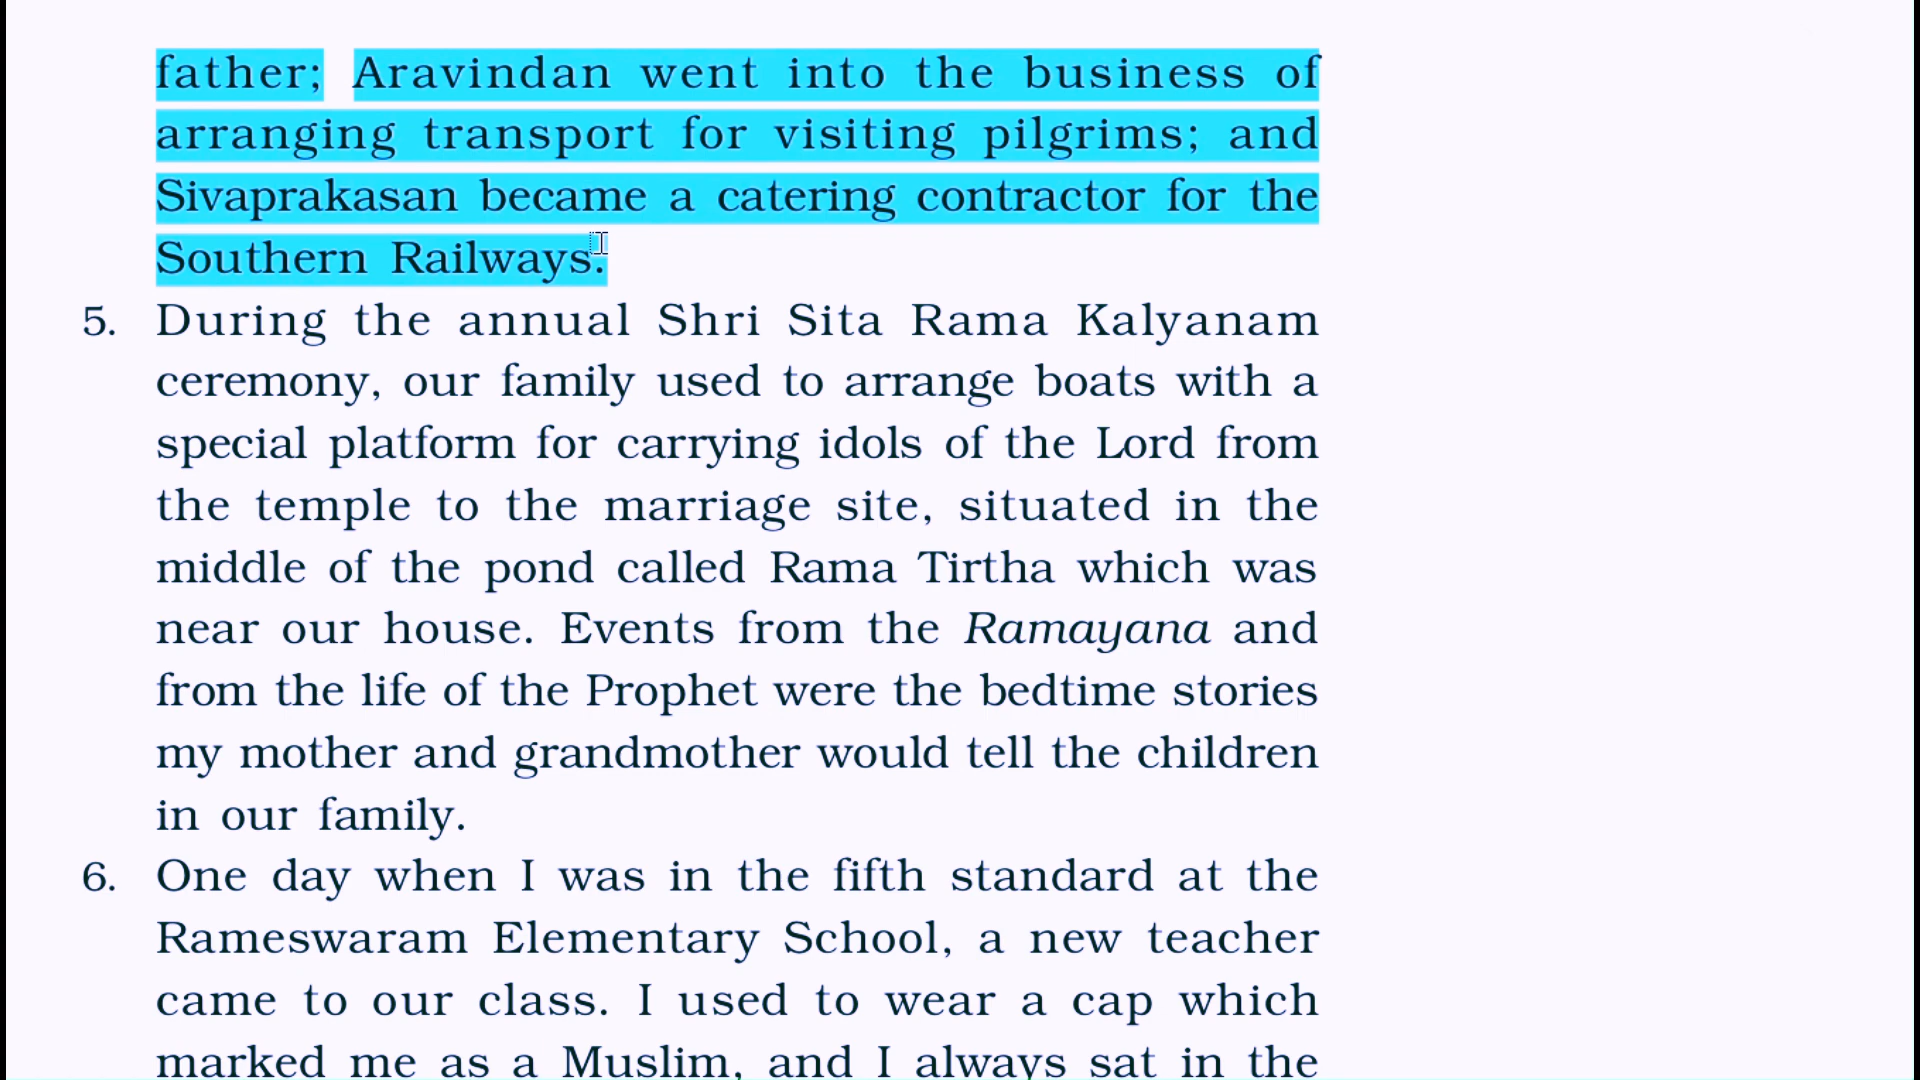 father; Aravindan went into the business of
arranging transport for visiting pilgrims; and
Sivaprakasan became a catering contractor for the
Southern Railways.
5. During the annual Shri Sita Rama Kalyanam
ceremony, our family used to arrange boats with a
special platform for carrying idols of the Lord from
the temple to the marriage site, situated in the
middle of the pond called Rama Tirtha which was
near our house. Events from the Ramayana and
from the life of the Prophet were the bedtime stories
my mother and grandmother would tell the children
in our family.
6. One day when I was in the fifth standard at the
Rameswaram Elementary School, a new teacher
came to our class. I used to wear a cap which
marked me as a Muslim, and I always sat in the